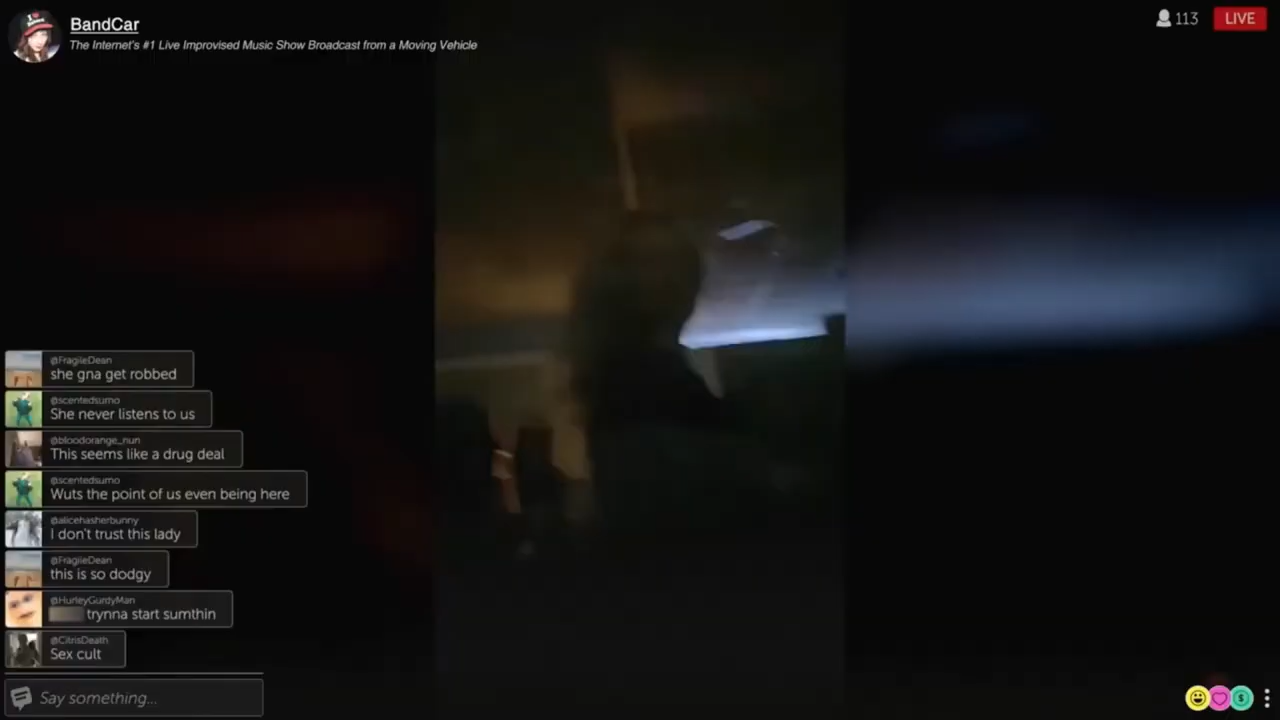 BandCar
The Internet's #1 Live Improvised Music Show Broadcast from a Moving Vehicle
113
LIVE
@FragileDean
she gna get robbed
@scentedsumo
She never listens to us
@bloodorange_nun
This seems like a drug deal
@scentedsumo
Wuts the point of us even being here
@alicehasherbunny
I don't trust this lady
@FragileDean
this is so dodgy
@HurleyGurdyMan
trynna start sumthin
@CitrisDeath
Sex cult
Say something...
$